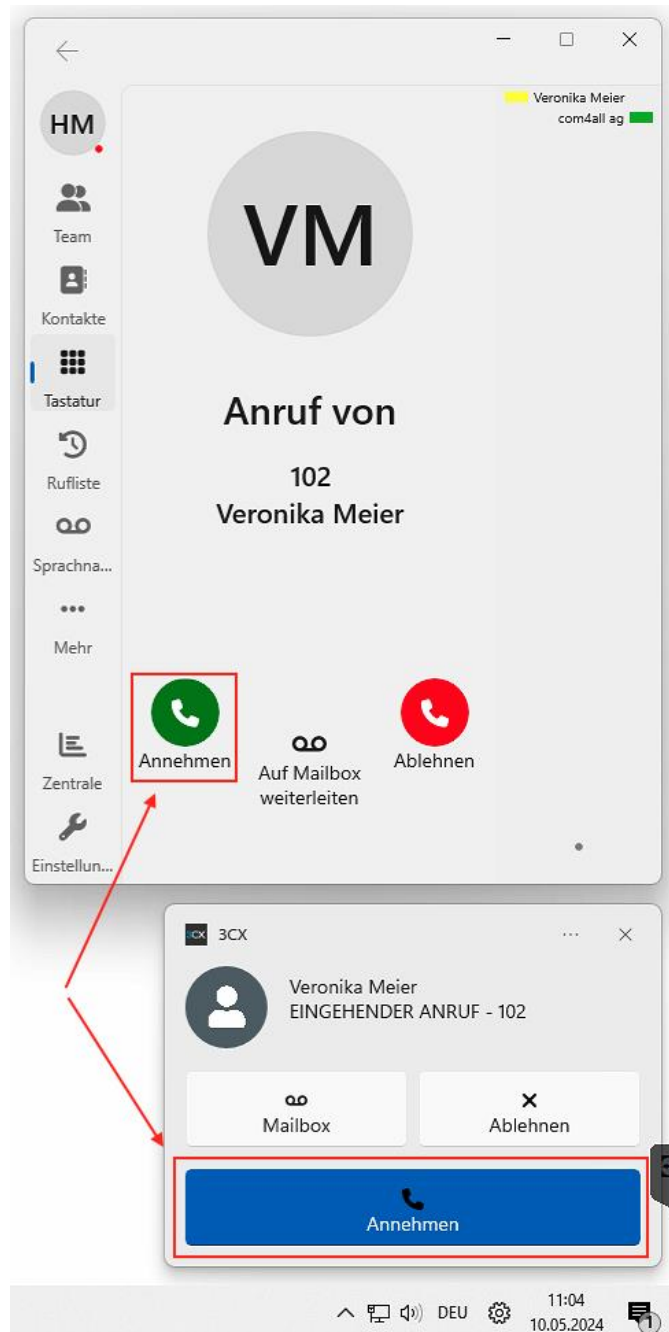 Veronika Meier
com4all ag
HM
Team
Kontakte
Tastatur
Rufliste
Sprachna...
Mehr
Zentrale
Einstellun...
VM
Anruf von
102
Veronika Meier
Annehmen
Auf Mailbox
weiterleiten
Ablehnen
3CX
3CX
Veronika Meier
EINGEHENDER ANRUF - 102
Mailbox
Ablehnen
Annehmen
DEU
11:04
10.05.2024
1